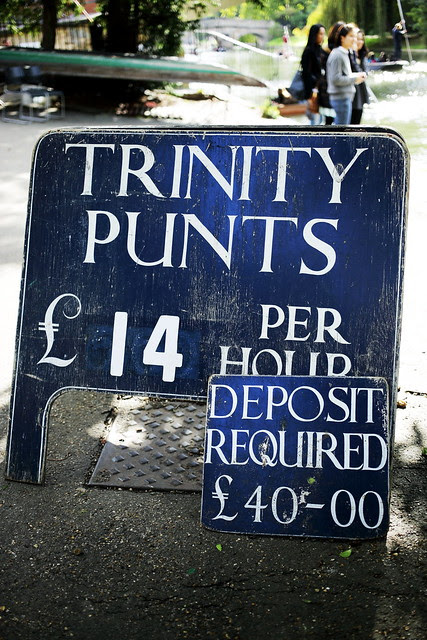 TRINITY
PUNTS
£ 14 PER
HOUR
DEPOSIT
REQUIRED
£40-00